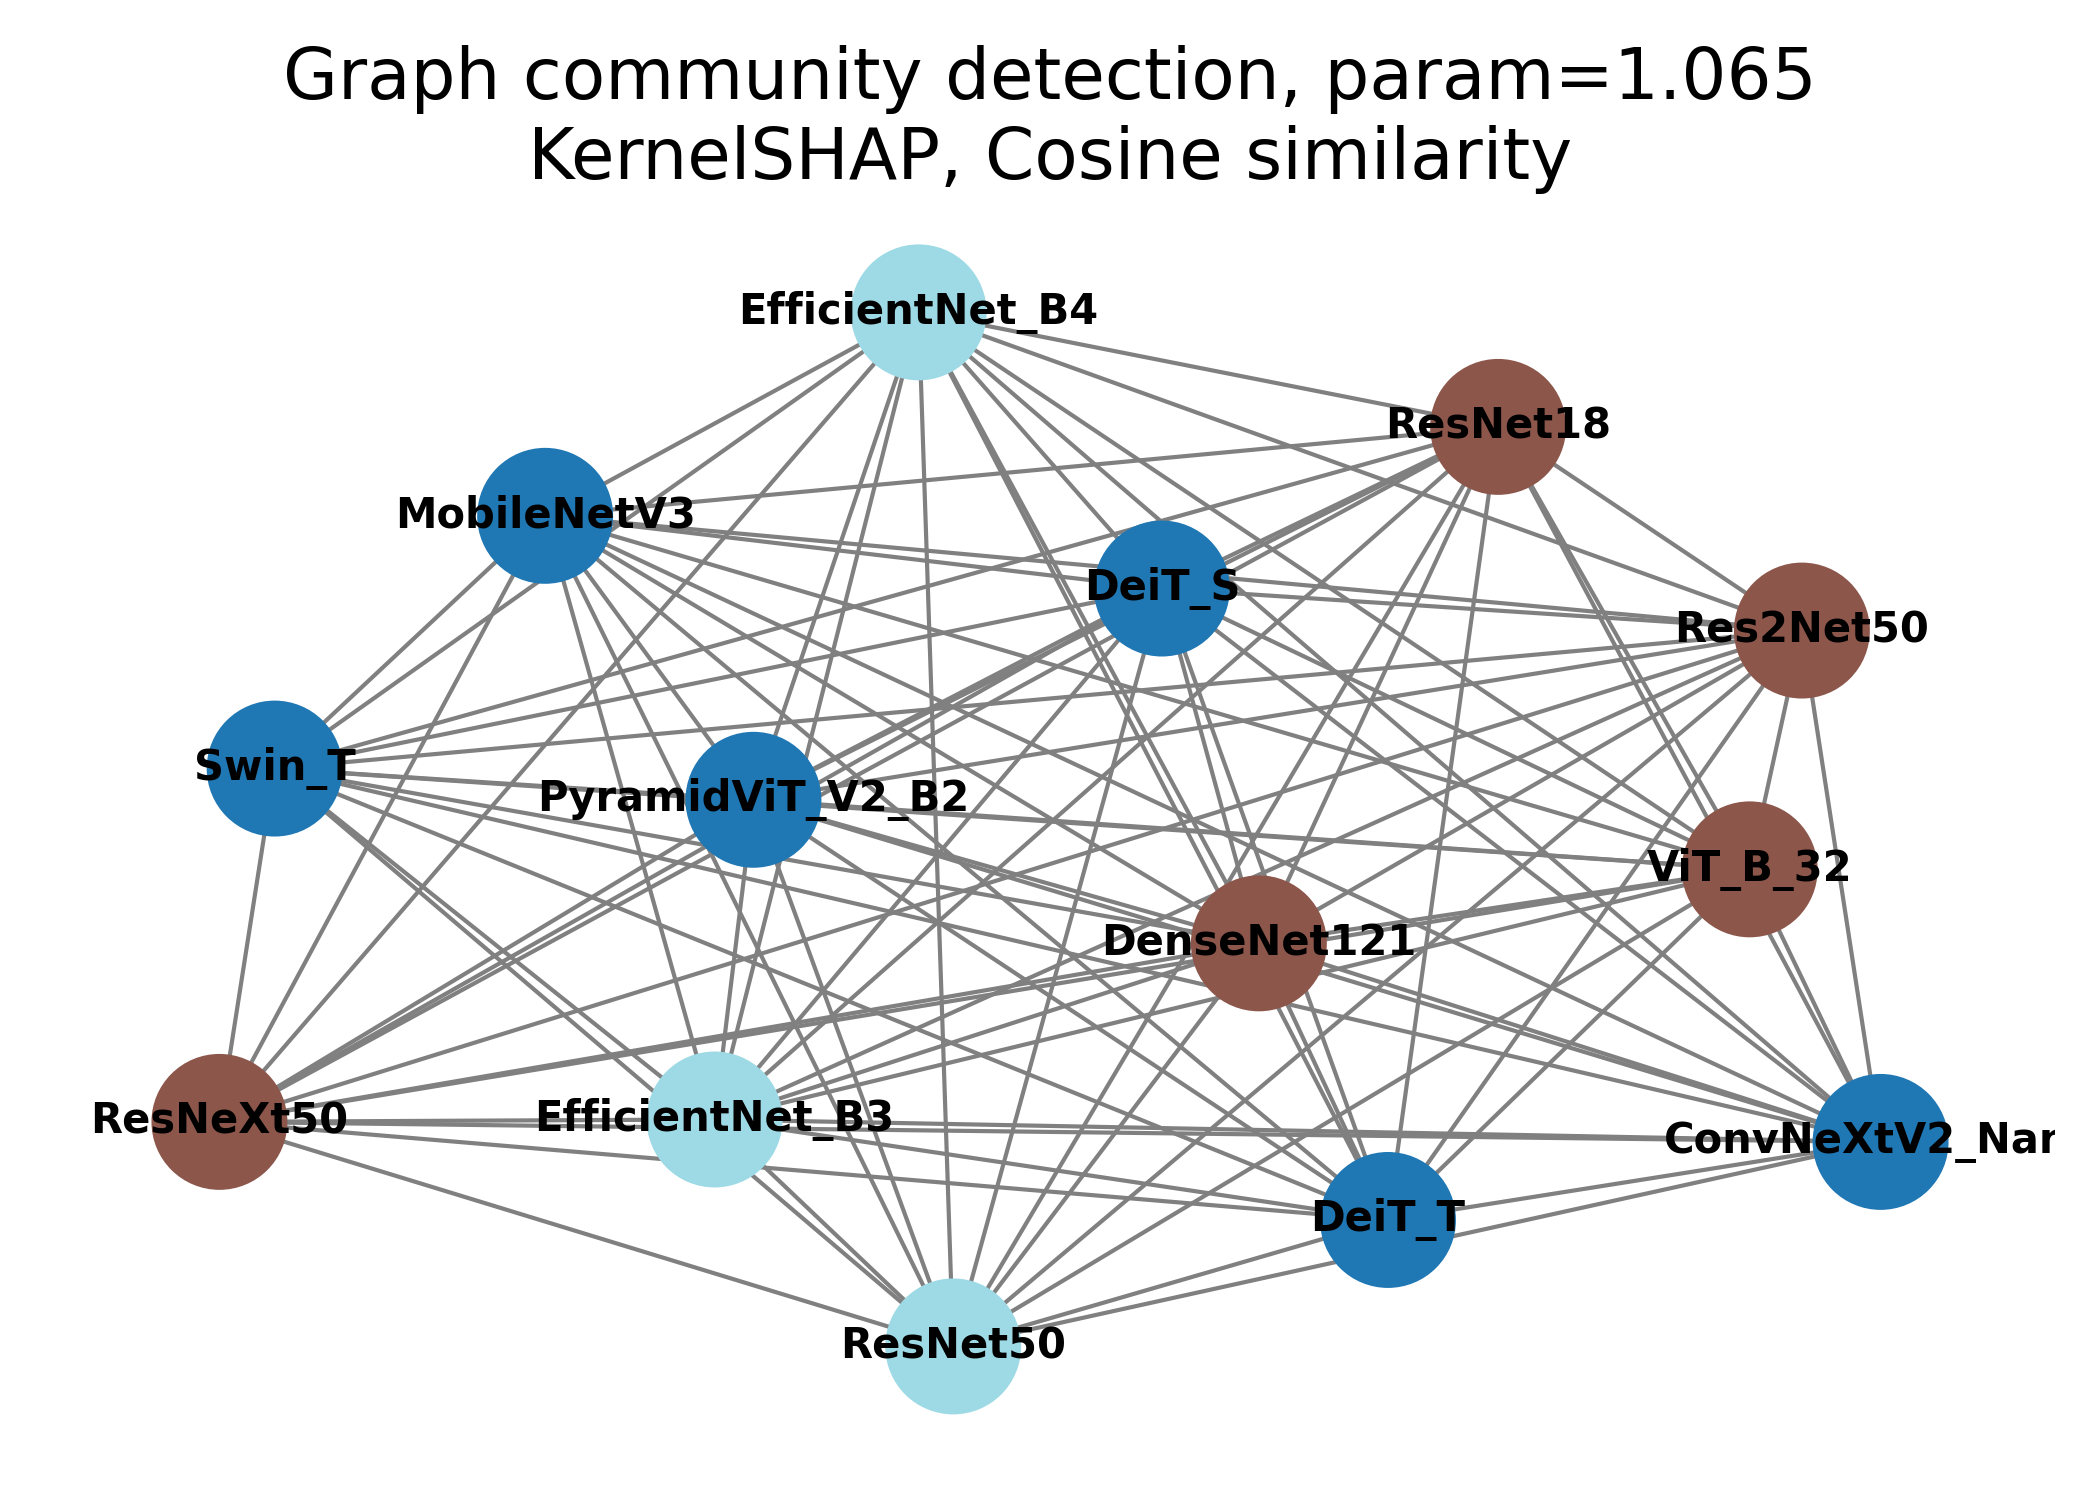 Graph community detection, param=1.065
KernelSHAP, Cosine similarity
EfficientNet_B4
ResNet18
MobileNetV3
DeiT_S
Res2Net50
Swin_T
PyramidViT_V2_B2
ViT_B_32
DenseNet121
ResNeXt50
EfficientNet_B3
ConvNeXtV2_Nan
DeiT_T
ResNet50